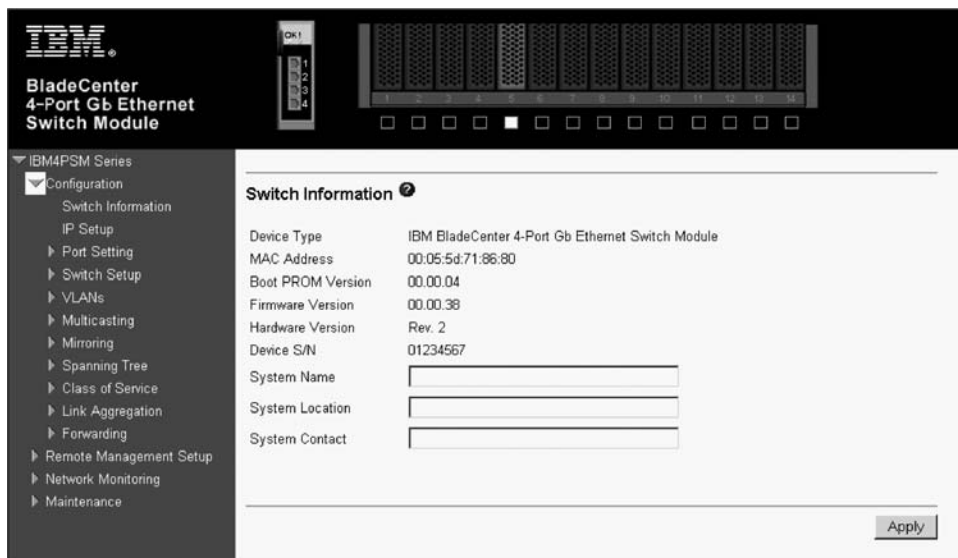 IBM®
BladeCenter
4-Port Gb Ethernet
Switch Module
OK!
1
2
3
4
1 2 3 4 5 6 7 8 9 10 11 12 13 14
IBM4PSM Series
Configuration
Switch Information
IP Setup
Port Setting
Switch Setup
VLANs
Multicasting
Mirroring
Spanning Tree
Class of Service
Link Aggregation
Forwarding
Remote Management Setup
Network Monitoring
Maintenance
Switch Information ?
Device Type IBM BladeCenter 4-Port Gb Ethernet Switch Module
MAC Address 00:05:5d:71:86:80
Boot PROM Version 00.00.04
Firmware Version 00.00.38
Hardware Version Rev. 2
Device S/N 01234567
System Name
System Location
System Contact
Apply